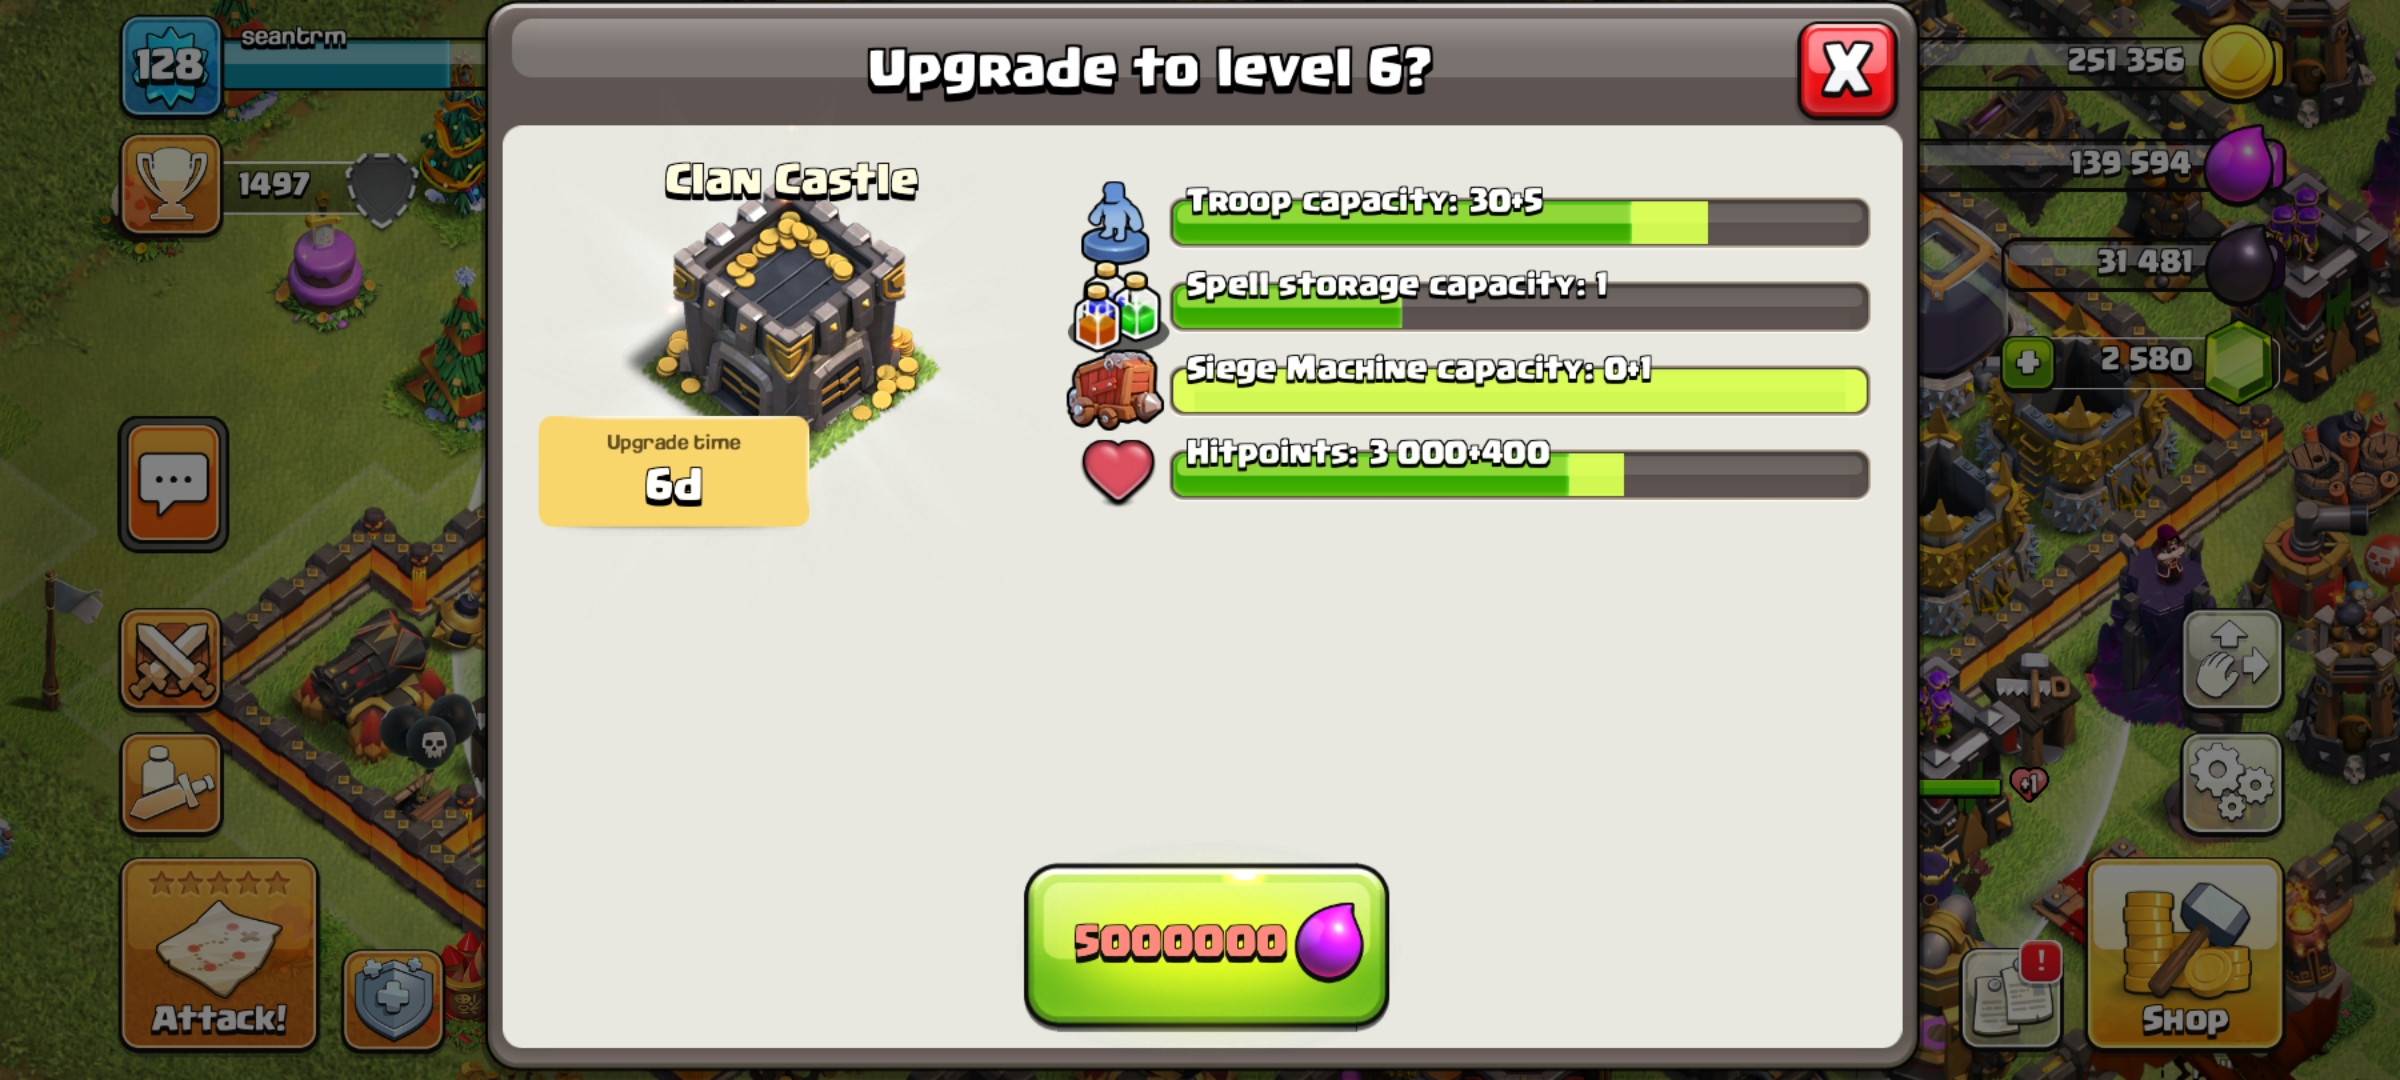 128
seantrm
1497
Upgrade to level 6?
X
251 356
139 594
31 481
2 580
Clan Castle
Upgrade time
6d
Troop capacity: 30+5
Spell storage capacity: 1
Siege Machine capacity: 0+1
Hitpoints: 3 000+400
+1
5000000
Attack!
!
Shop